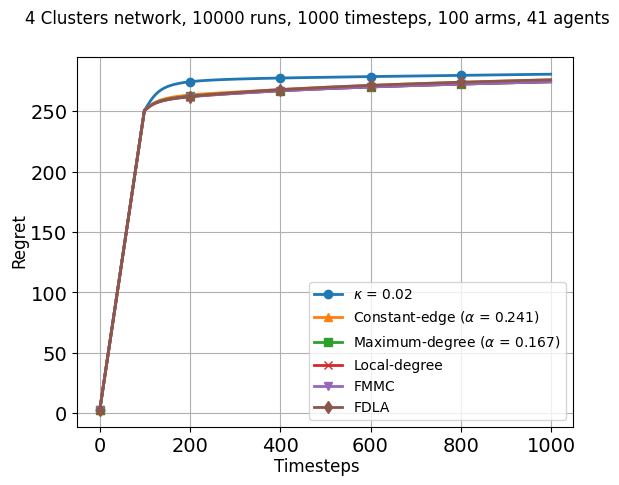 4 Clusters network, 10000 runs, 1000 timesteps, 100 arms, 41 agents
250
200
150
100
50
0
Regret
κ = 0.02
Constant-edge (α = 0.241)
Maximum-degree (α = 0.167)
Local-degree
FMMC
FDLA
0 200 400 600 800 1000
Timesteps